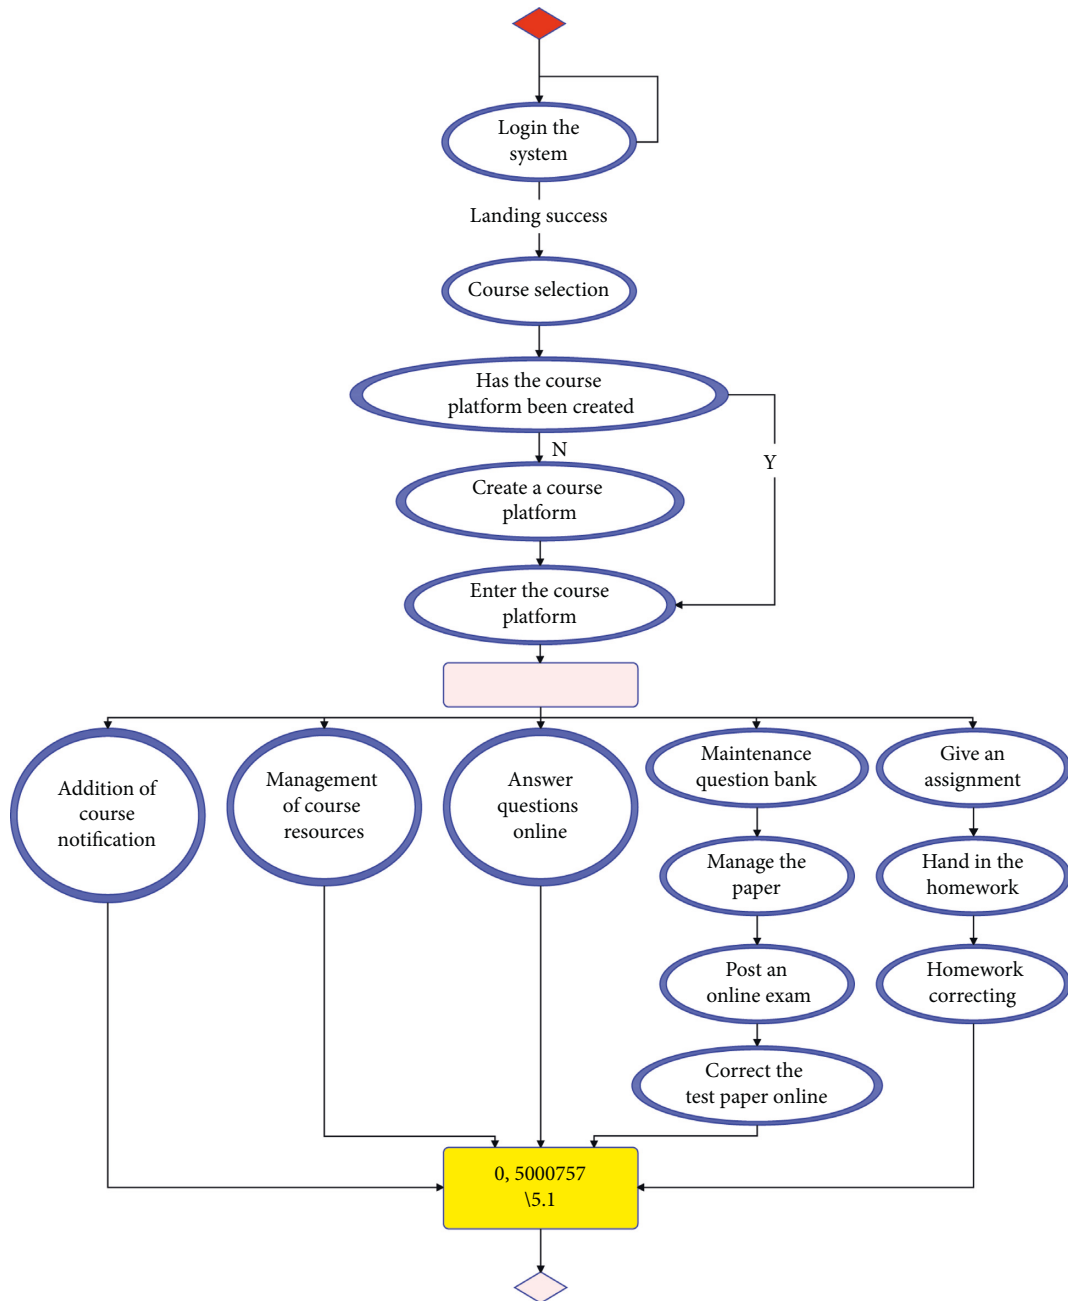 Login the
system
Landing success
Course selection
Has the course
platform been created
N
Y
Create a course
platform
Enter the course
platform
Addition of
course
notification
Management
of course
resources
Answer
questions
online
Maintenance
question bank
Give an
assignment
Manage the
paper
Hand in the
homework
Post an
online exam
Homework
correcting
Correct the
test paper online
0, 5000757
\5.1